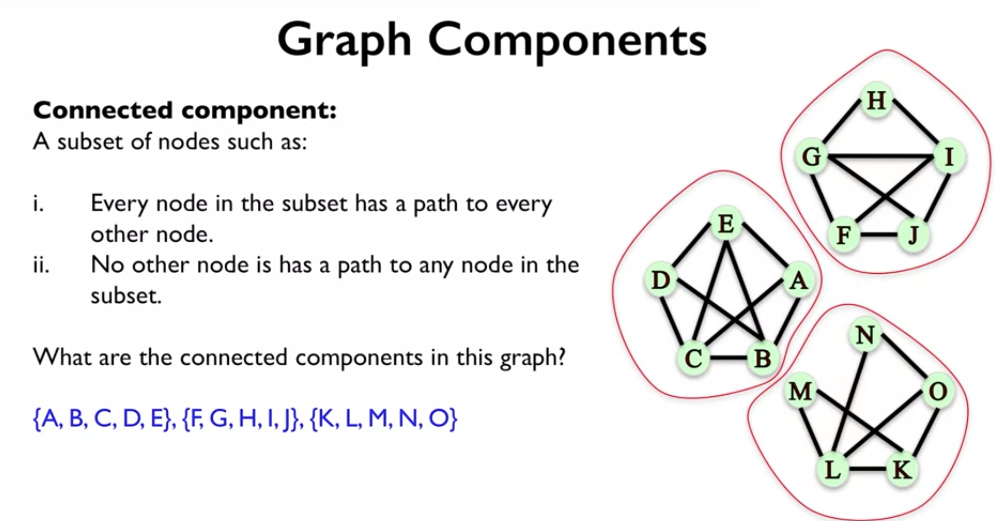 Graph Components
Connected component:
A subset of nodes such as:
i. Every node in the subset has a path to every
other node.
ii. No other node is has a path to any node in the
subset.
What are the connected components in this graph?
{A, B, C, D, E}, {F, G, H, I, J}, {K, L, M, N, O}
H
G I
F J
E
D A
C B
N
M O
L K